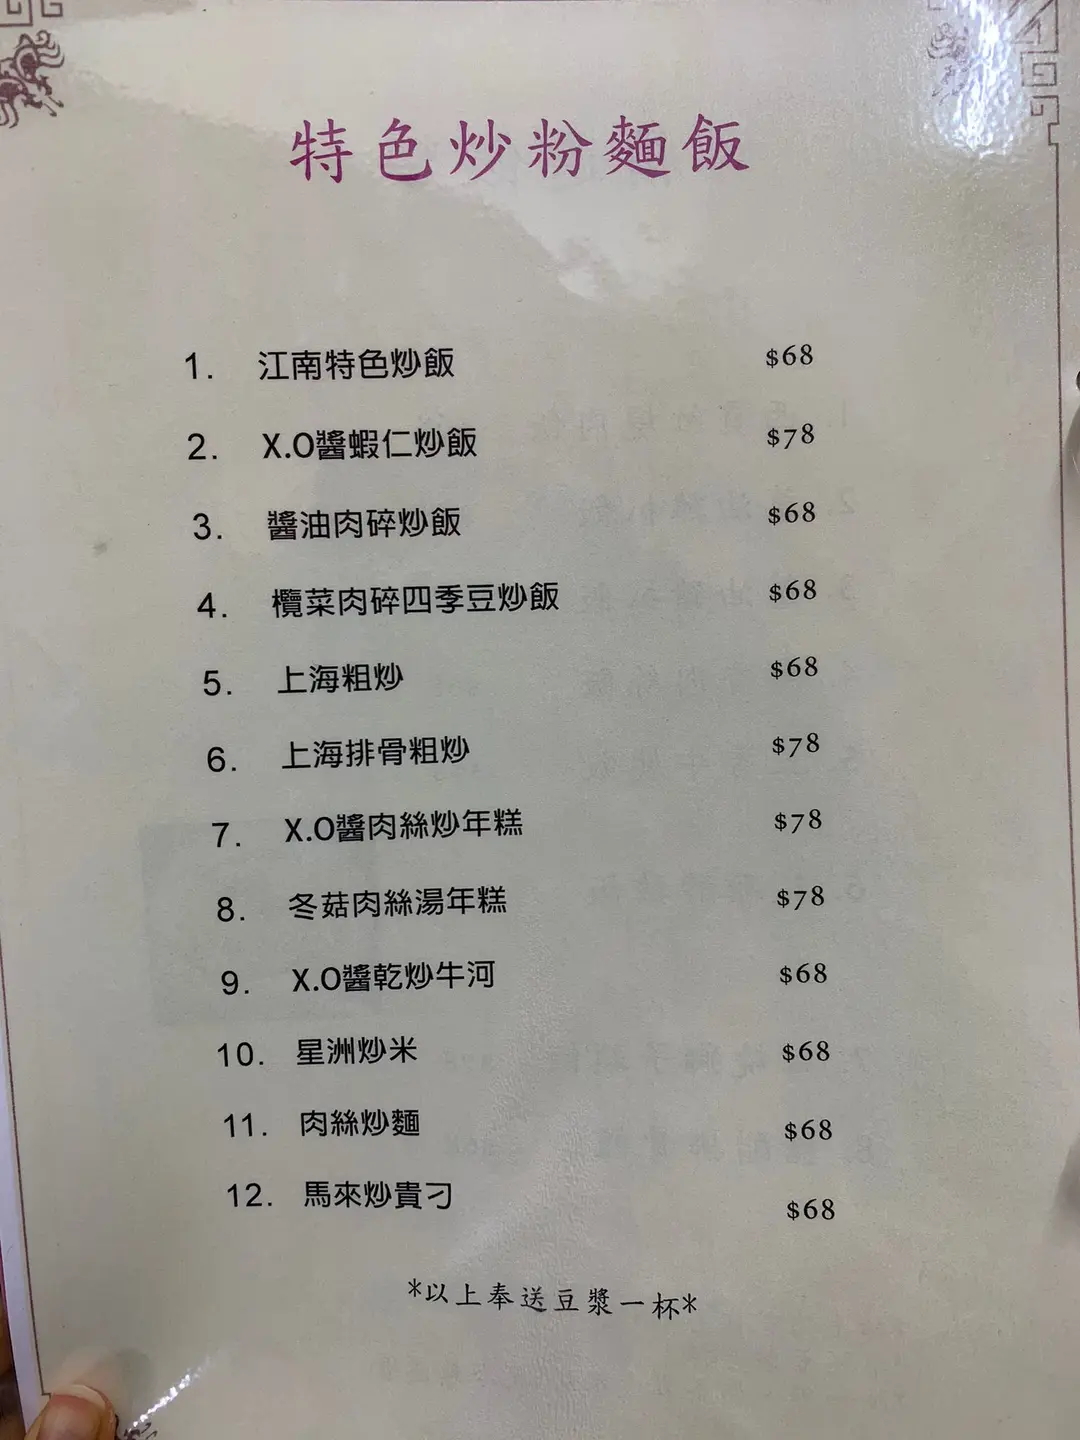 特色炒粉麵飯
1. 江南特色炒飯 $68
2. X.O醬蝦仁炒飯 $78
3. 醬油肉碎炒飯 $68
4. 欖菜肉碎四季豆炒飯 $68
5. 上海粗炒 $68
6. 上海排骨粗炒 $78
7. X.O醬肉絲炒年糕 $78
8. 冬菇肉絲湯年糕 $78
9. X.O醬乾炒牛河 $68
10. 星洲炒米 $68
11. 肉絲炒麵 $68
12. 馬來炒貴刁 $68
*以上奉送豆漿一杯*